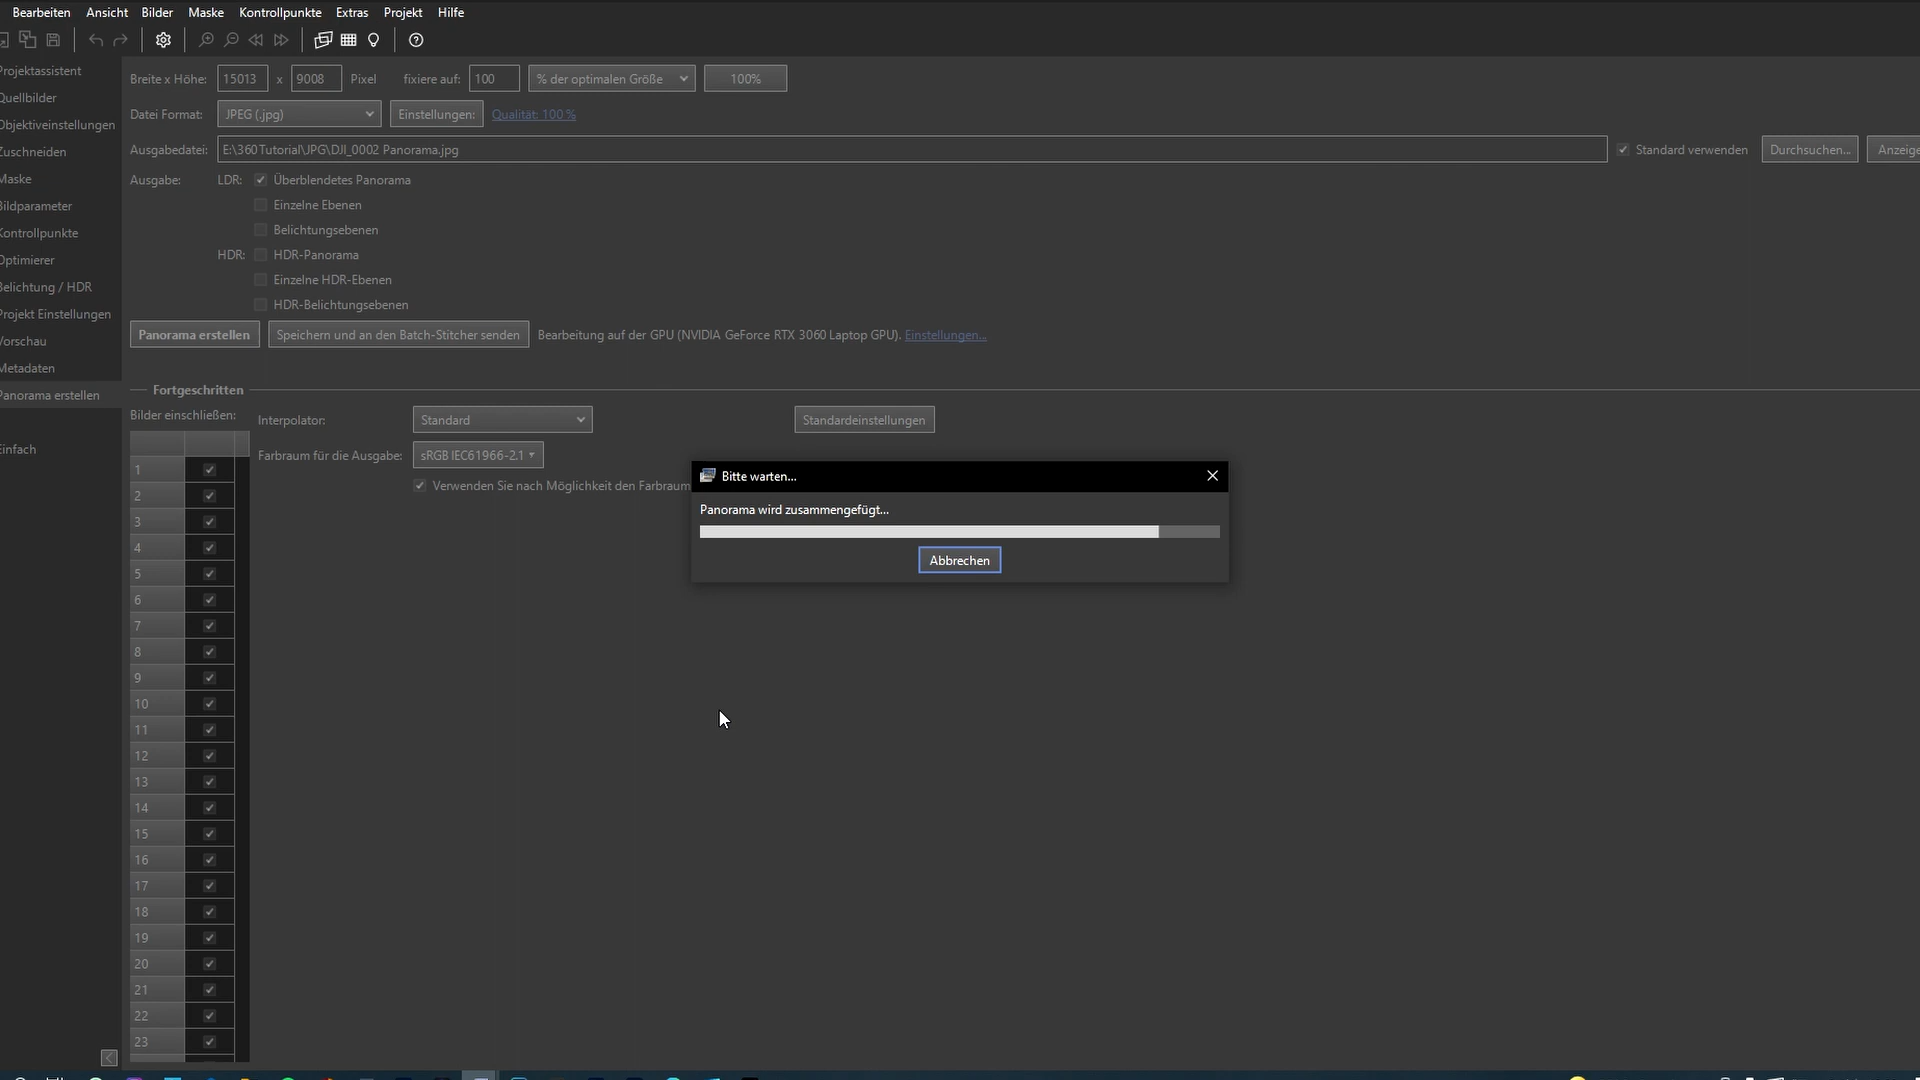 Bearbeiten Ansicht Bilder Maske Kontrollpunkte Extras Projekt Hilfe
Projektassistent
Quellbilder
Objektiveinstellungen
Zuschneiden
Maske
Bildparameter
Kontrollpunkte
Optimierer
Belichtung / HDR
Projekt Einstellungen
Vorschau
Metadaten
Panorama erstellen
Einfach
Breite x Höhe: 15013 x 9008 Pixel fixiere auf: 100 % der optimalen Größe 100%
Datei Format: JPEG (.jpg) Einstellungen: Qualität: 100 %
Ausgabedatei: E:\360Tutorial\JPG\DJI_0002 Panorama.jpg Standard verwenden Durchsuchen... Anzeige
Ausgabe: LDR: Überblendetes Panorama
Einzelne Ebenen
Belichtungsebenen
HDR: HDR-Panorama
Einzelne HDR-Ebenen
HDR-Belichtungsebenen
Panorama erstellen Speichern und an den Batch-Stitcher senden Bearbeitung auf der GPU (NVIDIA GeForce RTX 3060 Laptop GPU). Einstellungen...
Fortgeschritten
Bilder einschließen:
Interpolator: Standard Standardeinstellungen
Farbraum für die Ausgabe: sRGB IEC61966-2.1
Verwenden Sie nach Möglichkeit den Farbraum
1
2
3
4
5
6
7
8
9
10
11
12
13
14
15
16
17
18
19
20
21
22
23
Bitte warten...
Panorama wird zusammengefügt...
Abbrechen